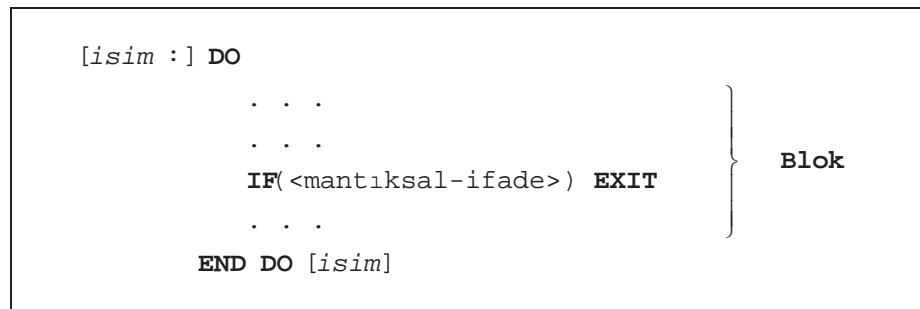 [isim :] DO
. . .
. . .
IF(<mantıksal-ifade>) EXIT
. . .
END DO [isim]
Blok